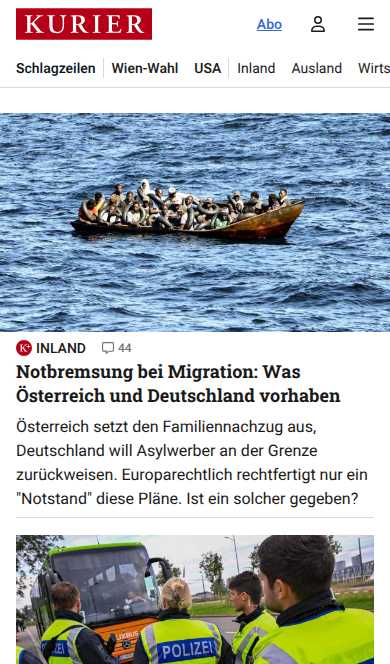 KURIER
Abo
Schlagzeilen Wien-Wahl USA Inland Ausland Wirts
K+ INLAND 44
Notbremsung bei Migration: Was
Österreich und Deutschland vorhaben
Österreich setzt den Familiennachzug aus,
Deutschland will Asylwerber an der Grenze
zurückweisen. Europarechtlich rechtfertigt nur ein
"Notstand" diese Pläne. Ist ein solcher gegeben?
POLIZEI